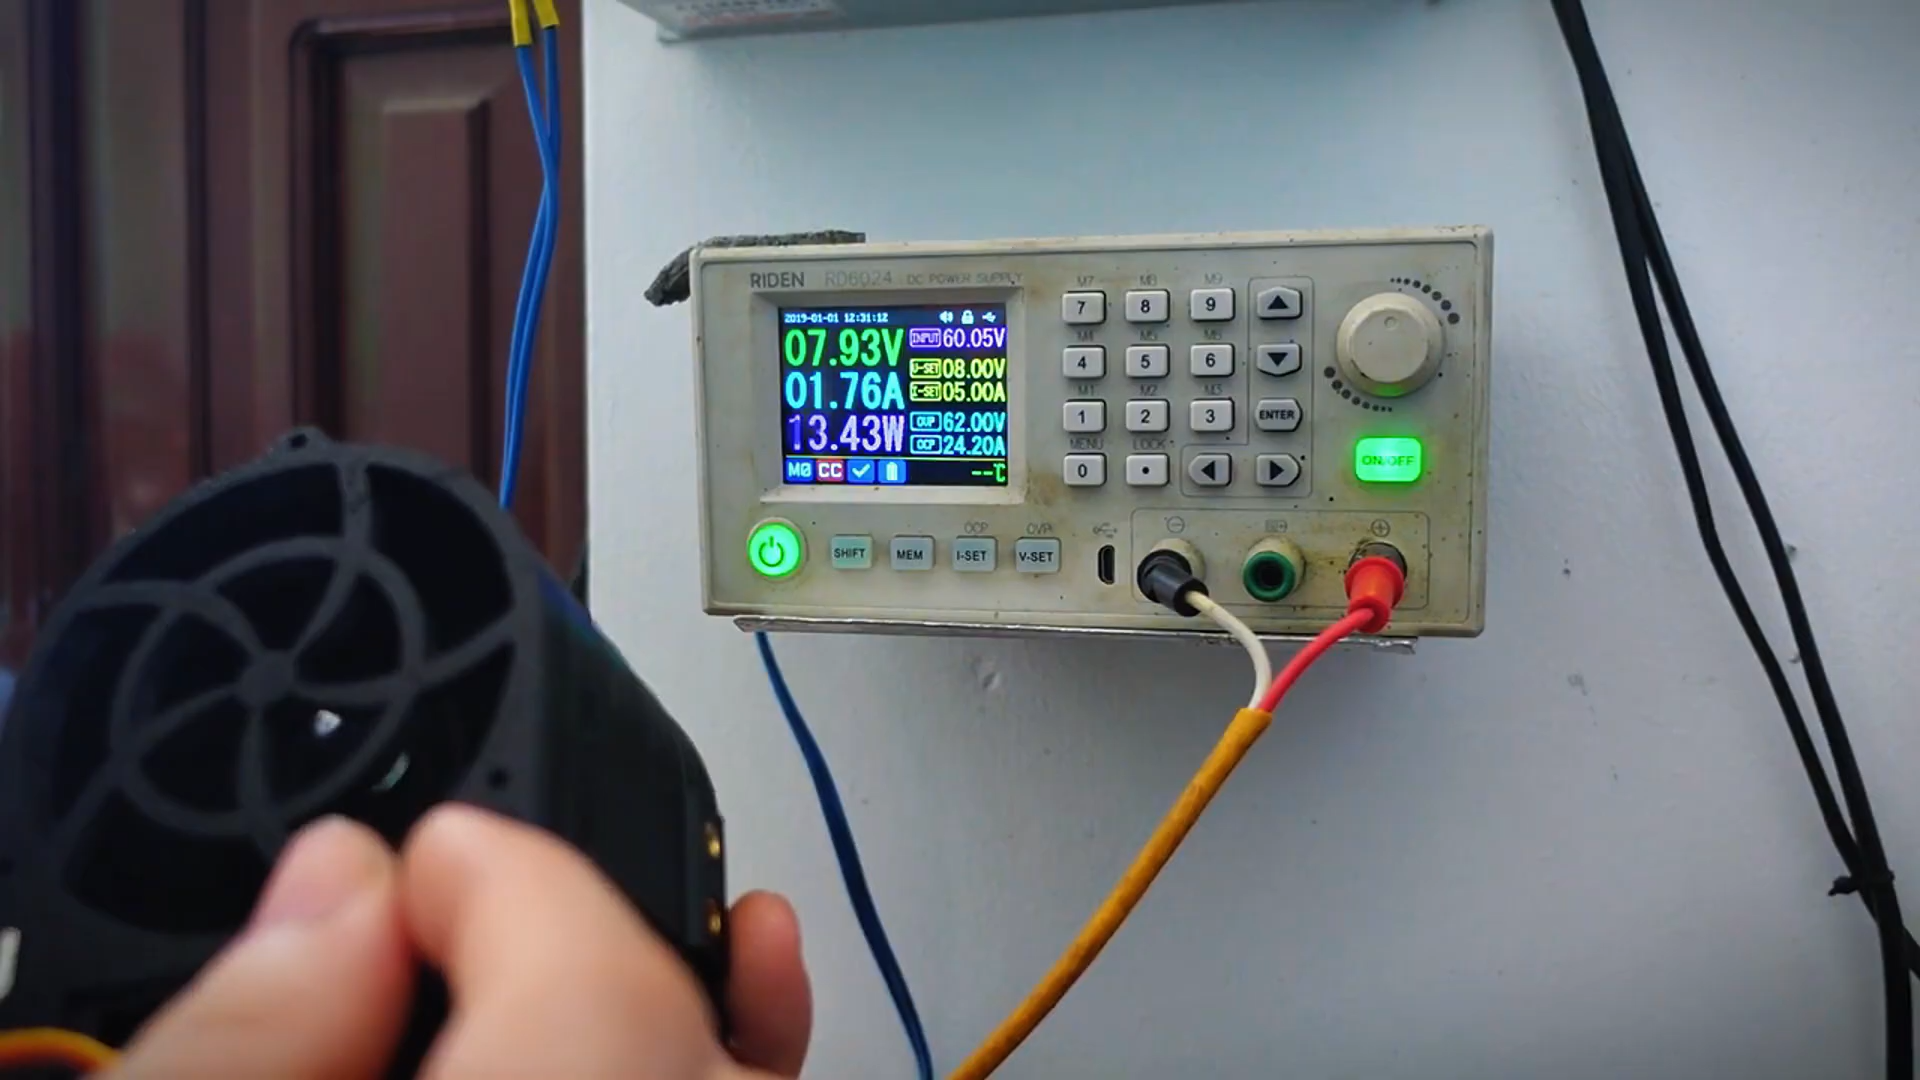 RIDEN RD6024 DC POWER SUPPLY
2019-01-01 12:31:12
07.93V
INPUT 60.05V
01.76A
V-SET 08.00V
I-SET 05.00A
13.43W
OVP 62.00V
OCP 24.20A
M0 CC --℃
M7 M8 M9
7 8 9
M4 M5 M6
4 5 6
M1 M2 M3
1 2 3 ENTER
MENU LOCK
0 •
ON/OFF
OCP OVP
SHIFT MEM I-SET V-SET